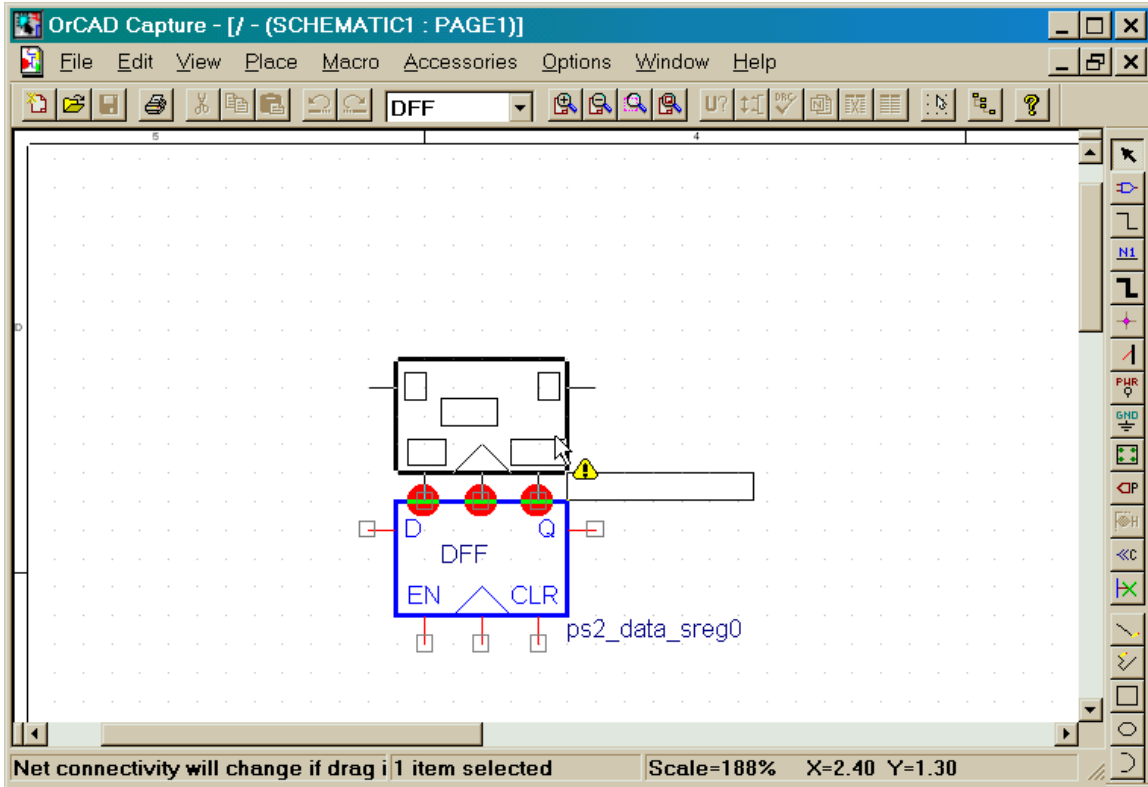 OrCAD Capture - [/ - (SCHEMATIC1 : PAGE1)]
File Edit View Place Macro Accessories Options Window Help
DFF U? DRC N
5 4
N1
D
PWR
GND
D Q
DFF
EN CLR
ps2_data_sreg0
P
H
<<C
Net connectivity will change if drag i 1 item selected Scale=188% X=2.40 Y=1.30